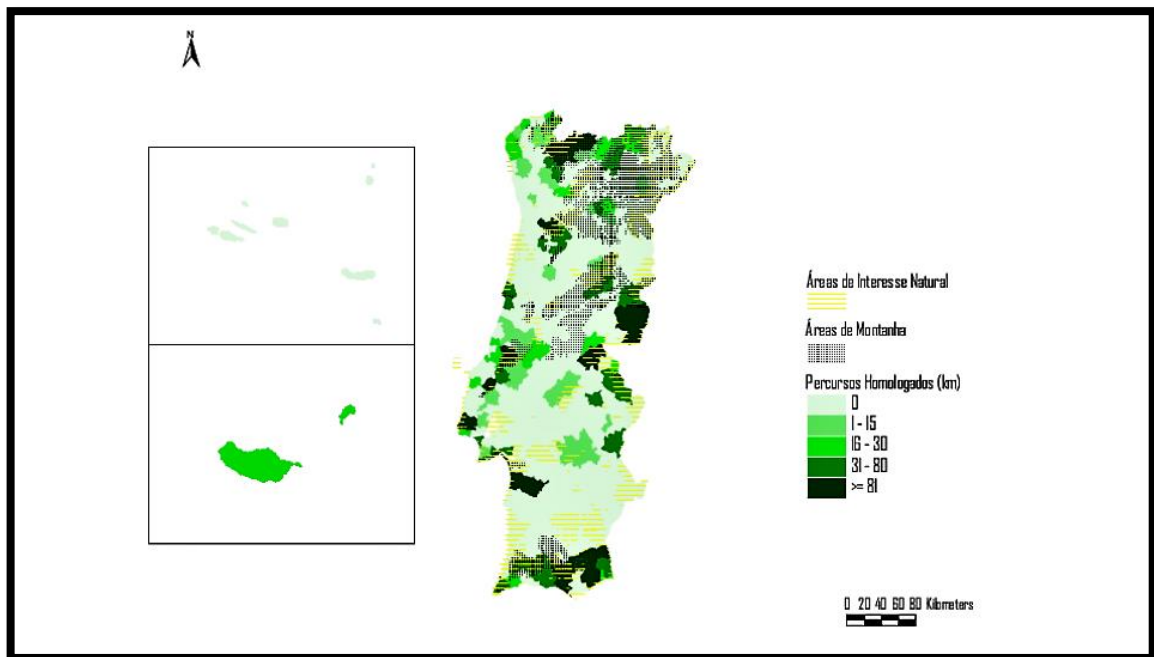 N
Áreas de Interesse Natural
Áreas de Montanha
Percursos Homologados (km)
0
1 - 15
16 - 30
31 - 80
>= 81
0 20 40 60 80 Kilometers